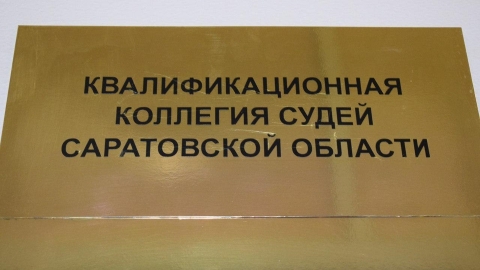 КВАЛИФИКАЦИОННАЯ
КОЛЛЕГИЯ СУДЕЙ
САРАТОВСКОЙ ОБЛАСТИ